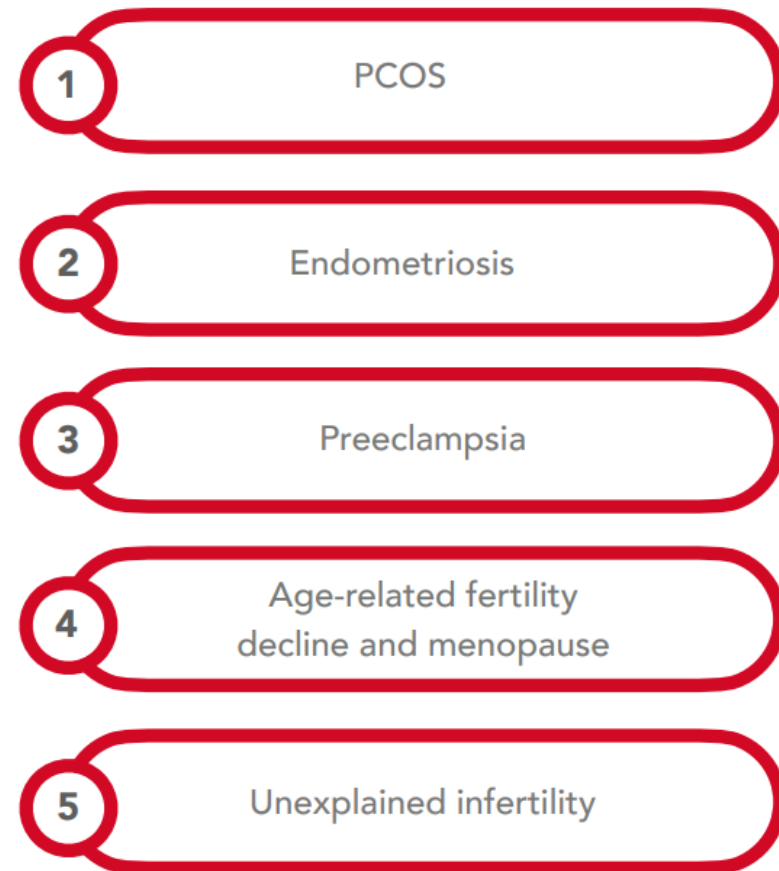 1
PCOS
2
Endometriosis
3
Preeclampsia
4
Age-related fertility
decline and menopause
5
Unexplained infertility